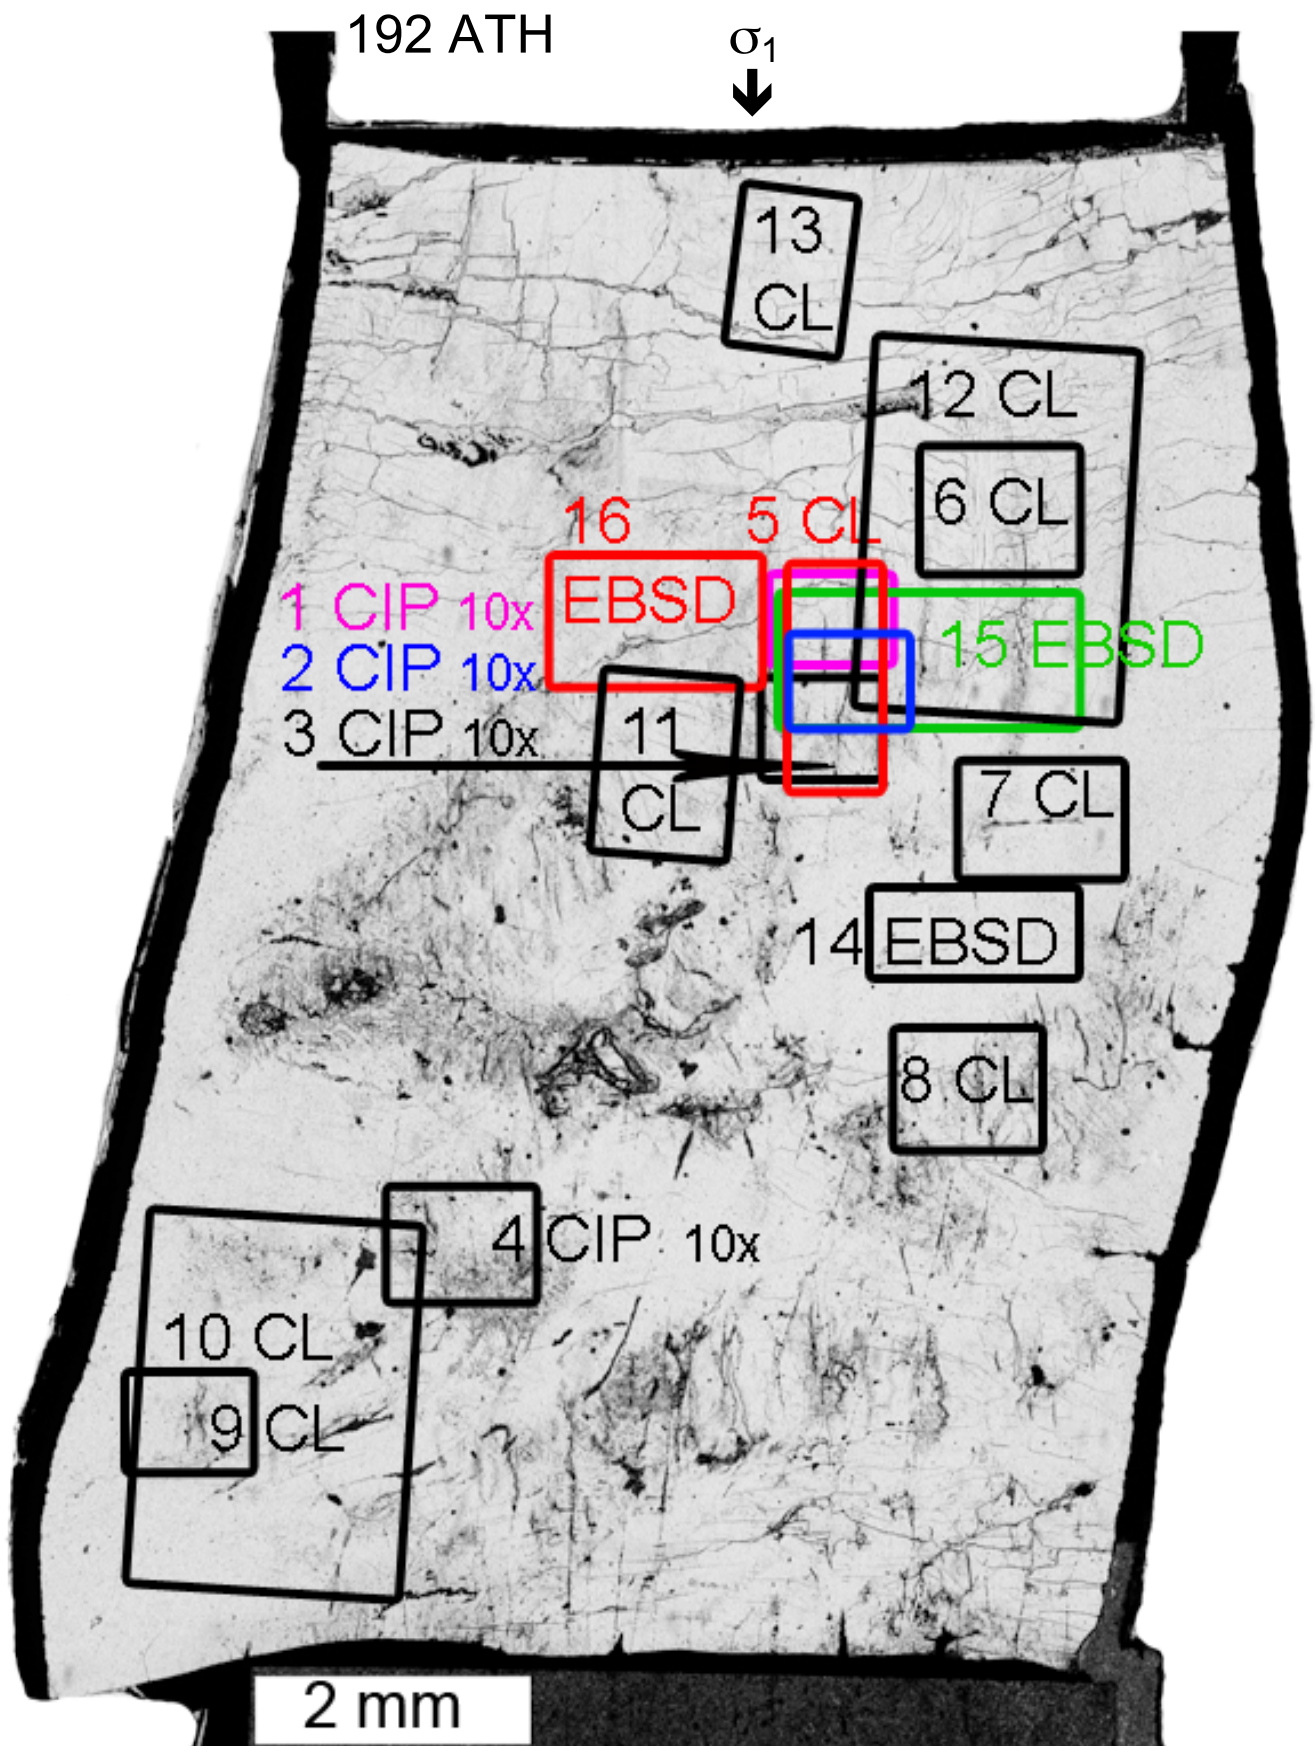 192 ATH
σ1
13
CL
12 CL
6 CL
16
5 CL
EBSD
1 CIP 10x
15 EBSD
2 CIP 10x
3 CIP 10x
11
CL
7 CL
14 EBSD
8 CL
4 CIP 10x
10 CL
9 CL
2 mm